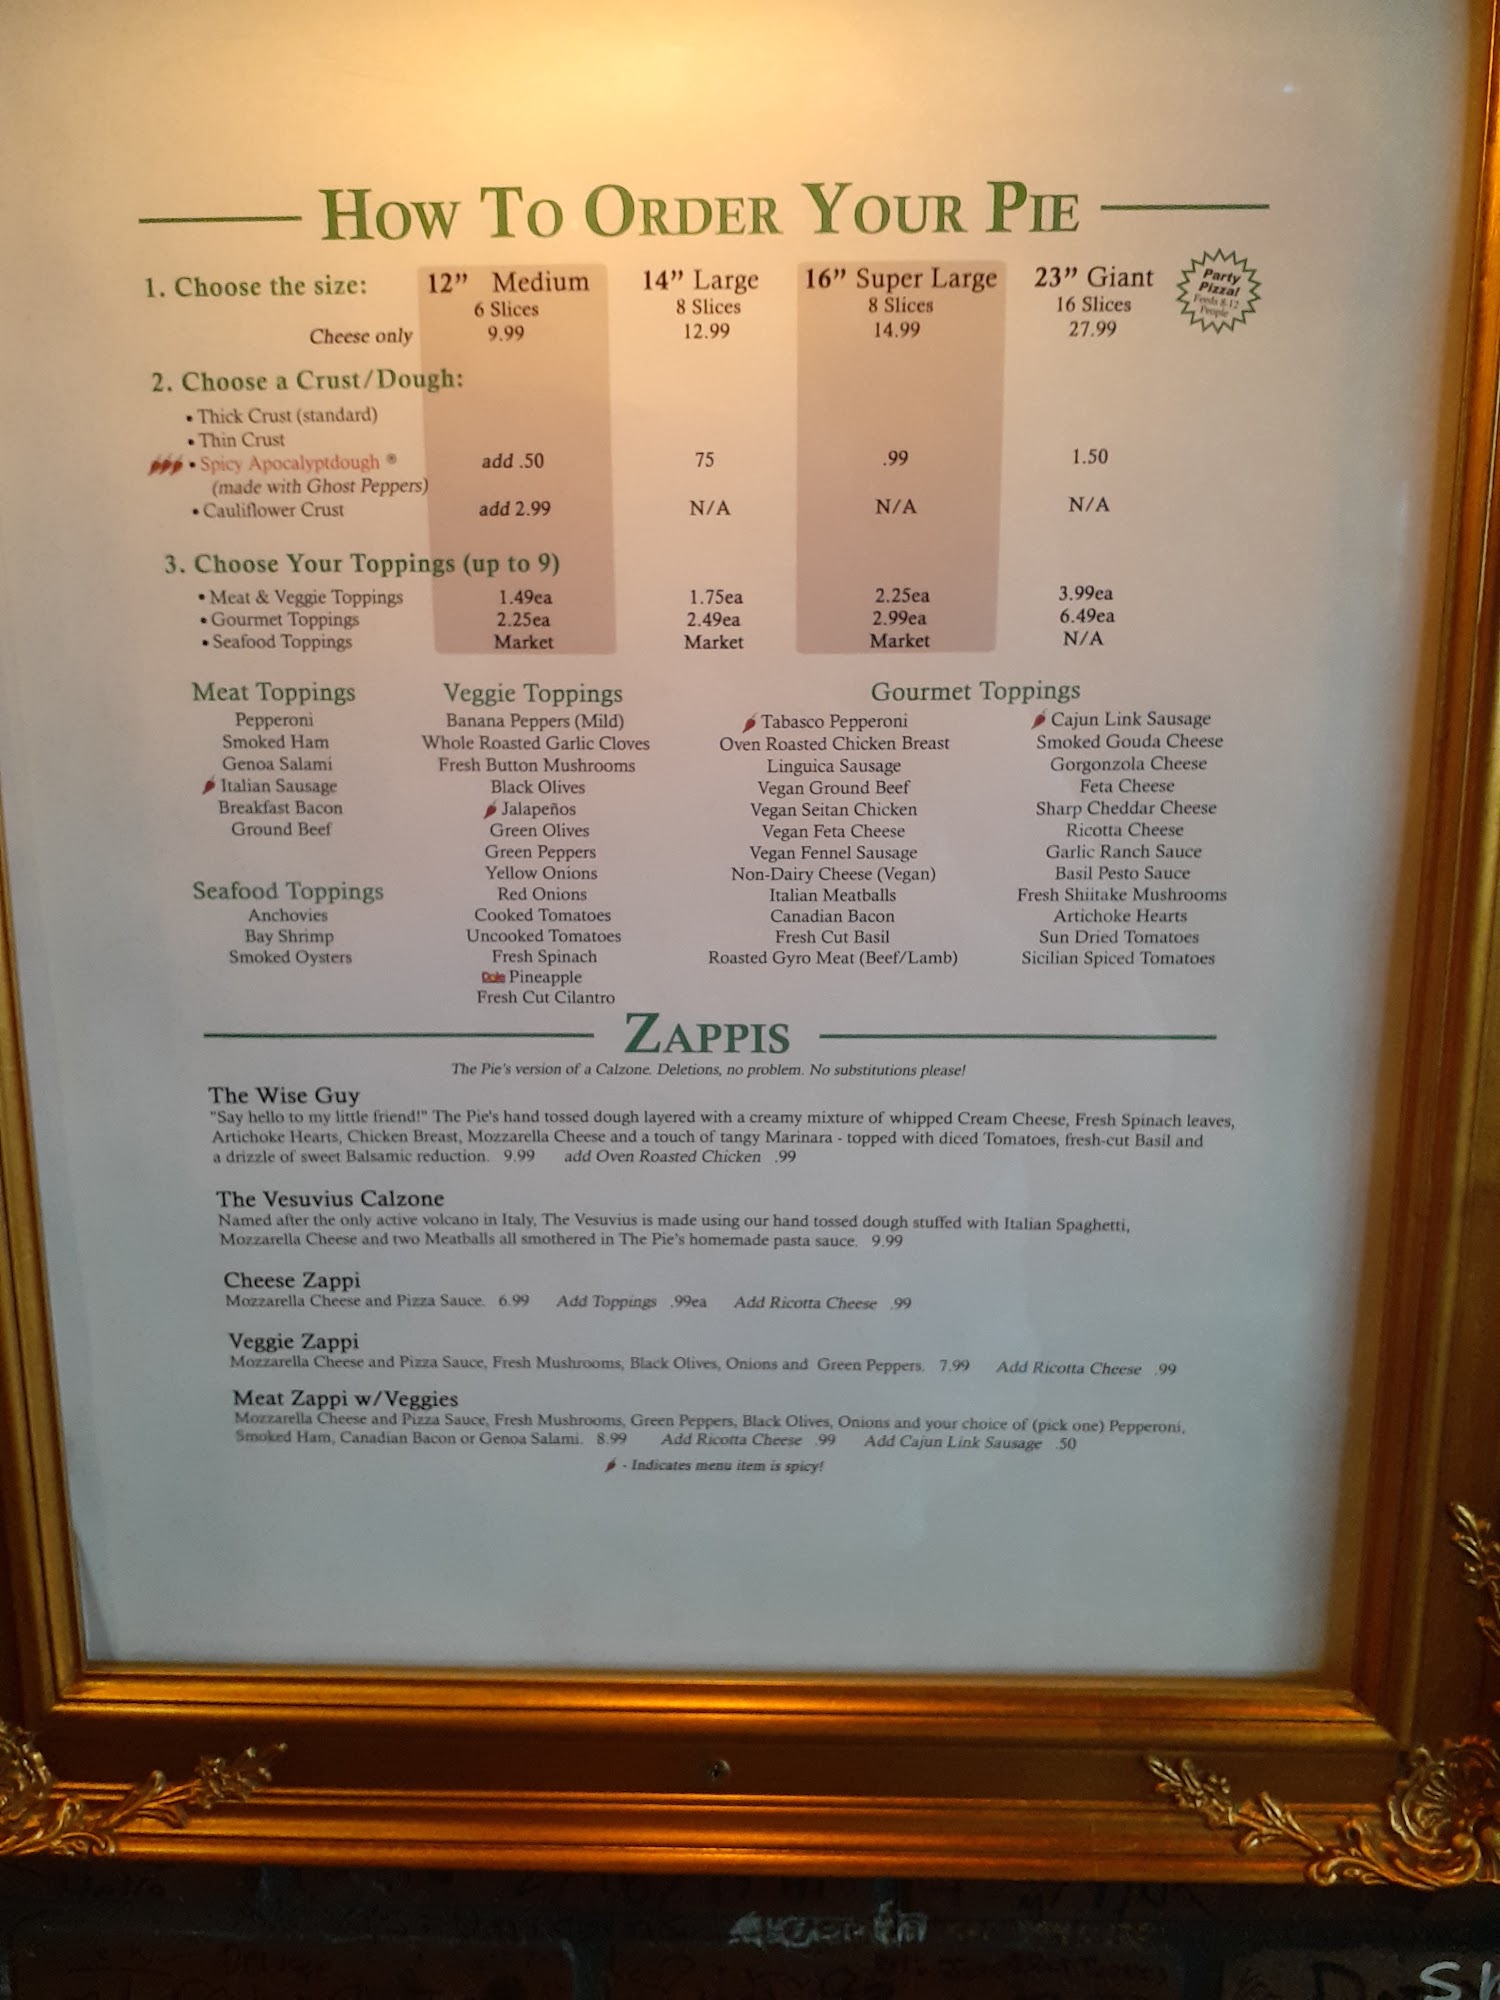 How To Order Your Pie
1. Choose the size: 12” Medium 14” Large 16” Super Large 23” Giant
6 Slices 8 Slices 8 Slices 16 Slices
Cheese only 9.99 12.99 14.99 27.99
Party
Pizza!
Feeds 8-12
People
2. Choose a Crust/Dough:
• Thick Crust (standard)
• Thin Crust
• Spicy Apocalyptdough ® add .50 75 .99 1.50
(made with Ghost Peppers)
• Cauliflower Crust add 2.99 N/A N/A N/A
3. Choose Your Toppings (up to 9)
• Meat & Veggie Toppings 1.49ea 1.75ea 2.25ea 3.99ea
• Gourmet Toppings 2.25ea 2.49ea 2.99ea 6.49ea
• Seafood Toppings Market Market Market N/A
Meat Toppings
Pepperoni
Smoked Ham
Genoa Salami
Italian Sausage
Breakfast Bacon
Ground Beef
Seafood Toppings
Anchovies
Bay Shrimp
Smoked Oysters
Veggie Toppings
Banana Peppers (Mild)
Whole Roasted Garlic Cloves
Fresh Button Mushrooms
Black Olives
Jalapeños
Green Olives
Green Peppers
Yellow Onions
Red Onions
Cooked Tomatoes
Uncooked Tomatoes
Fresh Spinach
Dole Pineapple
Fresh Cut Cilantro
Gourmet Toppings
Tabasco Pepperoni
Oven Roasted Chicken Breast
Linguica Sausage
Vegan Ground Beef
Vegan Seitan Chicken
Vegan Feta Cheese
Vegan Fennel Sausage
Non-Dairy Cheese (Vegan)
Italian Meatballs
Canadian Bacon
Fresh Cut Basil
Roasted Gyro Meat (Beef/Lamb)
Cajun Link Sausage
Smoked Gouda Cheese
Gorgonzola Cheese
Feta Cheese
Sharp Cheddar Cheese
Ricotta Cheese
Garlic Ranch Sauce
Basil Pesto Sauce
Fresh Shiitake Mushrooms
Artichoke Hearts
Sun Dried Tomatoes
Sicilian Spiced Tomatoes
Zappis
The Pie's version of a Calzone. Deletions, no problem. No substitutions please!
The Wise Guy
"Say hello to my little friend!" The Pie's hand tossed dough layered with a creamy mixture of whipped Cream Cheese, Fresh Spinach leaves,
Artichoke Hearts, Chicken Breast, Mozzarella Cheese and a touch of tangy Marinara - topped with diced Tomatoes, fresh-cut Basil and
a drizzle of sweet Balsamic reduction. 9.99 add Oven Roasted Chicken .99
The Vesuvius Calzone
Named after the only active volcano in Italy, The Vesuvius is made using our hand tossed dough stuffed with Italian Spaghetti,
Mozzarella Cheese and two Meatballs all smothered in The Pie's homemade pasta sauce. 9.99
Cheese Zappi
Mozzarella Cheese and Pizza Sauce. 6.99 Add Toppings .99ea Add Ricotta Cheese .99
Veggie Zappi
Mozzarella Cheese and Pizza Sauce, Fresh Mushrooms, Black Olives, Onions and Green Peppers. 7.99 Add Ricotta Cheese .99
Meat Zappi w/Veggies
Mozzarella Cheese and Pizza Sauce, Fresh Mushrooms, Green Peppers, Black Olives, Onions and your choice of (pick one) Pepperoni,
Smoked Ham, Canadian Bacon or Genoa Salami. 8.99 Add Ricotta Cheese .99 Add Cajun Link Sausage .50
- Indicates menu item is spicy!